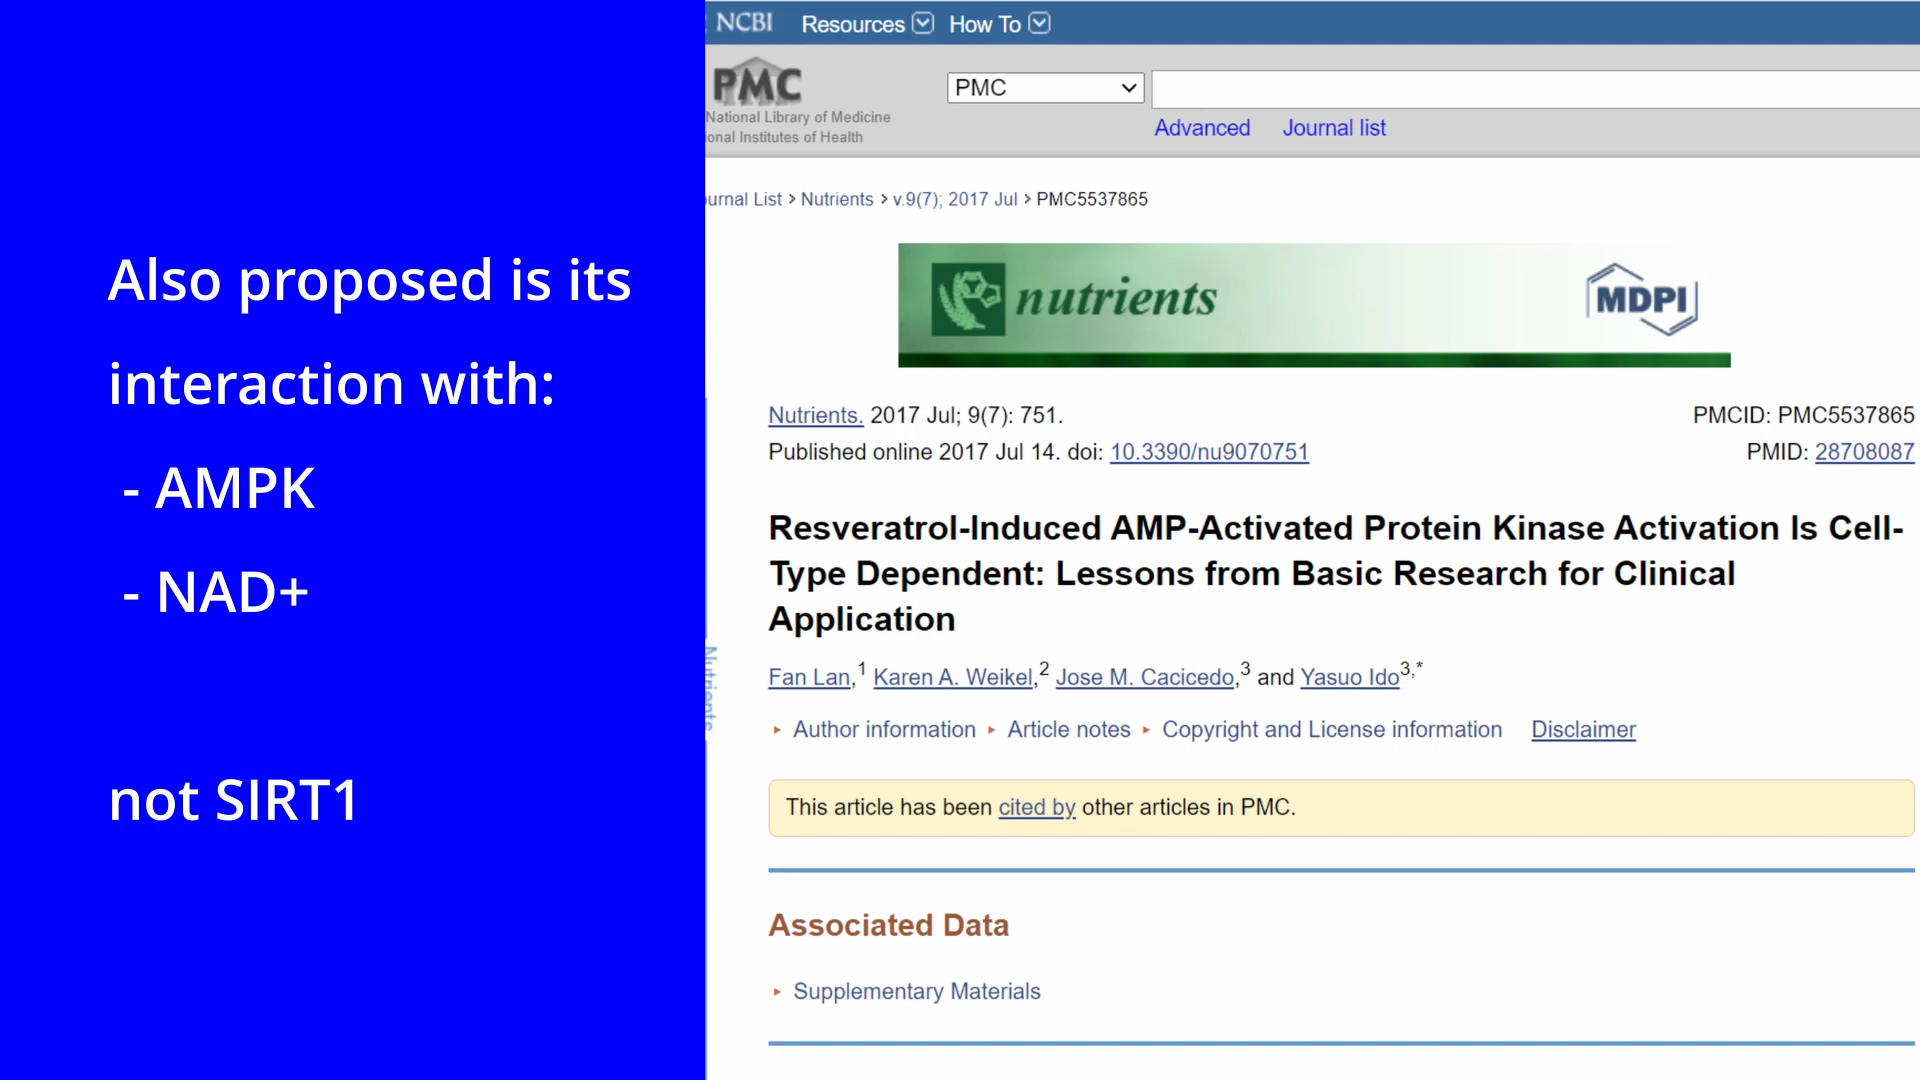 Also proposed is its
interaction with:
- AMPK
- NAD+
not SIRT1
NCBI Resources How To
PMC
PMC
National Library of Medicine
ional Institutes of Health
Advanced Journal list
urnal List > Nutrients > v.9(7); 2017 Jul > PMC5537865
nutrients
MDPI
Nutrients. 2017 Jul; 9(7): 751. PMCID: PMC5537865
Published online 2017 Jul 14. doi: 10.3390/nu9070751 PMID: 28708087
Resveratrol-Induced AMP-Activated Protein Kinase Activation Is Cell-
Type Dependent: Lessons from Basic Research for Clinical
Application
Fan Lan,1 Karen A. Weikel,2 Jose M. Cacicedo,3 and Yasuo Ido3,*
Author information Article notes Copyright and License information Disclaimer
This article has been cited by other articles in PMC.
Associated Data
Supplementary Materials
Nutrients